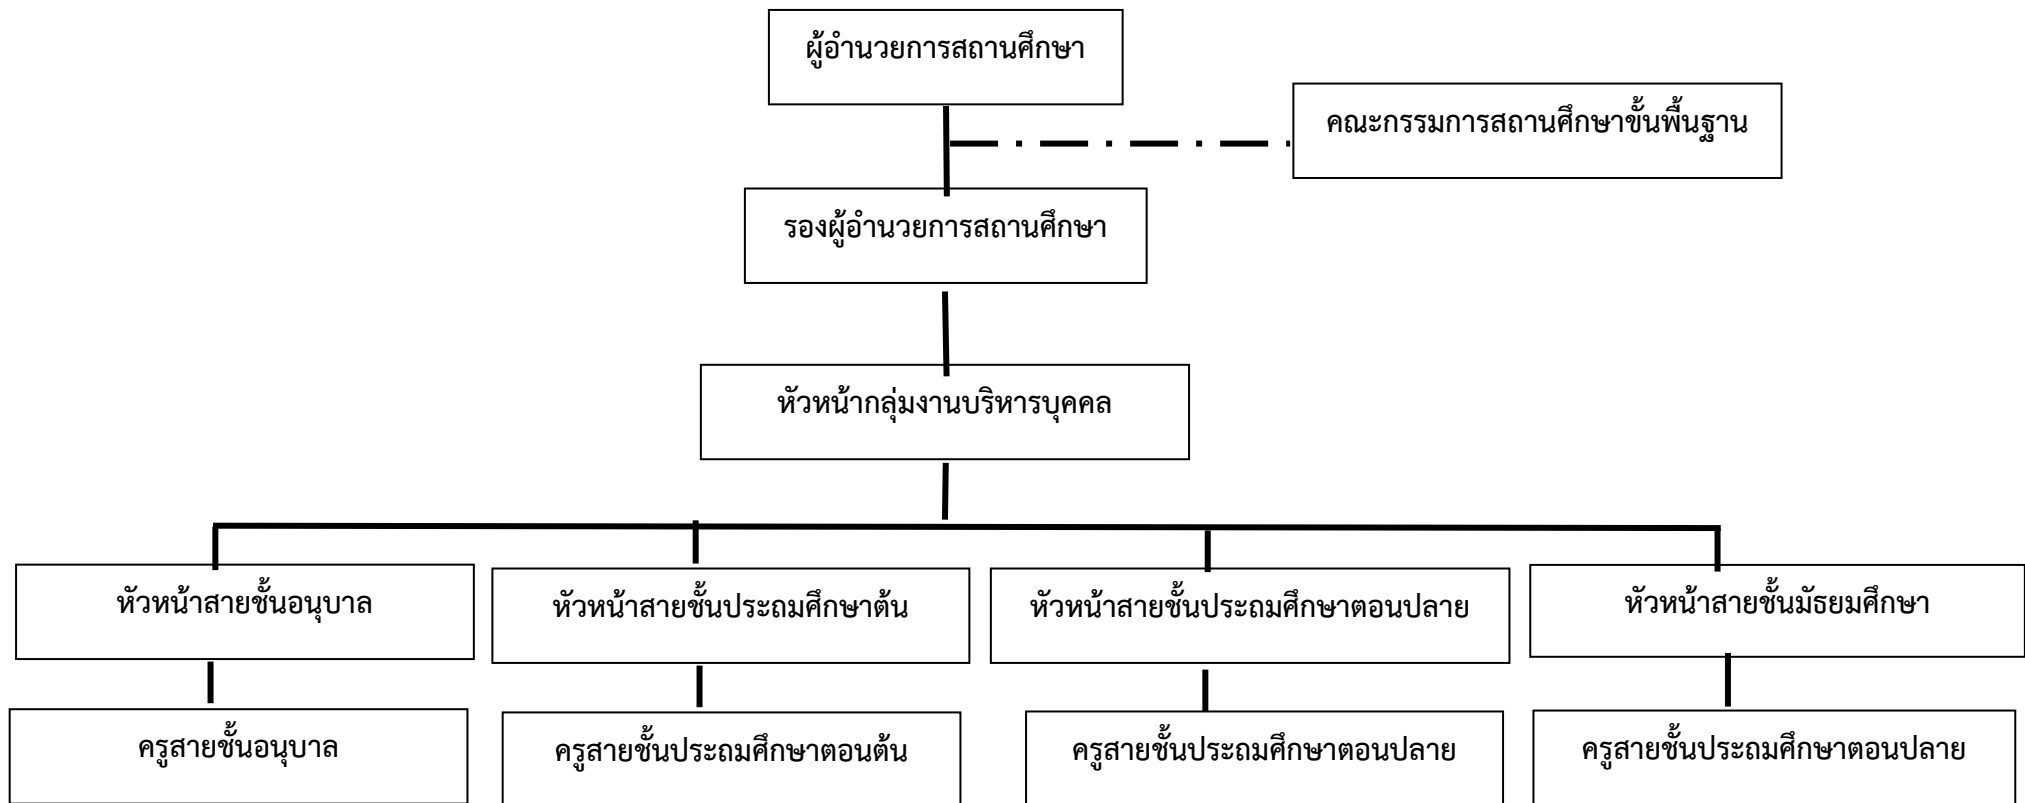 ผู้อำนวยการสถานศึกษา
คณะกรรมการสถานศึกษาขั้นพื้นฐาน
รองผู้อำนวยการสถานศึกษา
หัวหน้ากลุ่มงานบริหารบุคคล
หัวหน้าสายชั้นอนุบาล
หัวหน้าสายชั้นประถมศึกษาต้น
หัวหน้าสายชั้นประถมศึกษาตอนปลาย
หัวหน้าสายชั้นมัธยมศึกษา
ครูสายชั้นอนุบาล
ครูสายชั้นประถมศึกษาตอนต้น
ครูสายชั้นประถมศึกษาตอนปลาย
ครูสายชั้นประถมศึกษาตอนปลาย